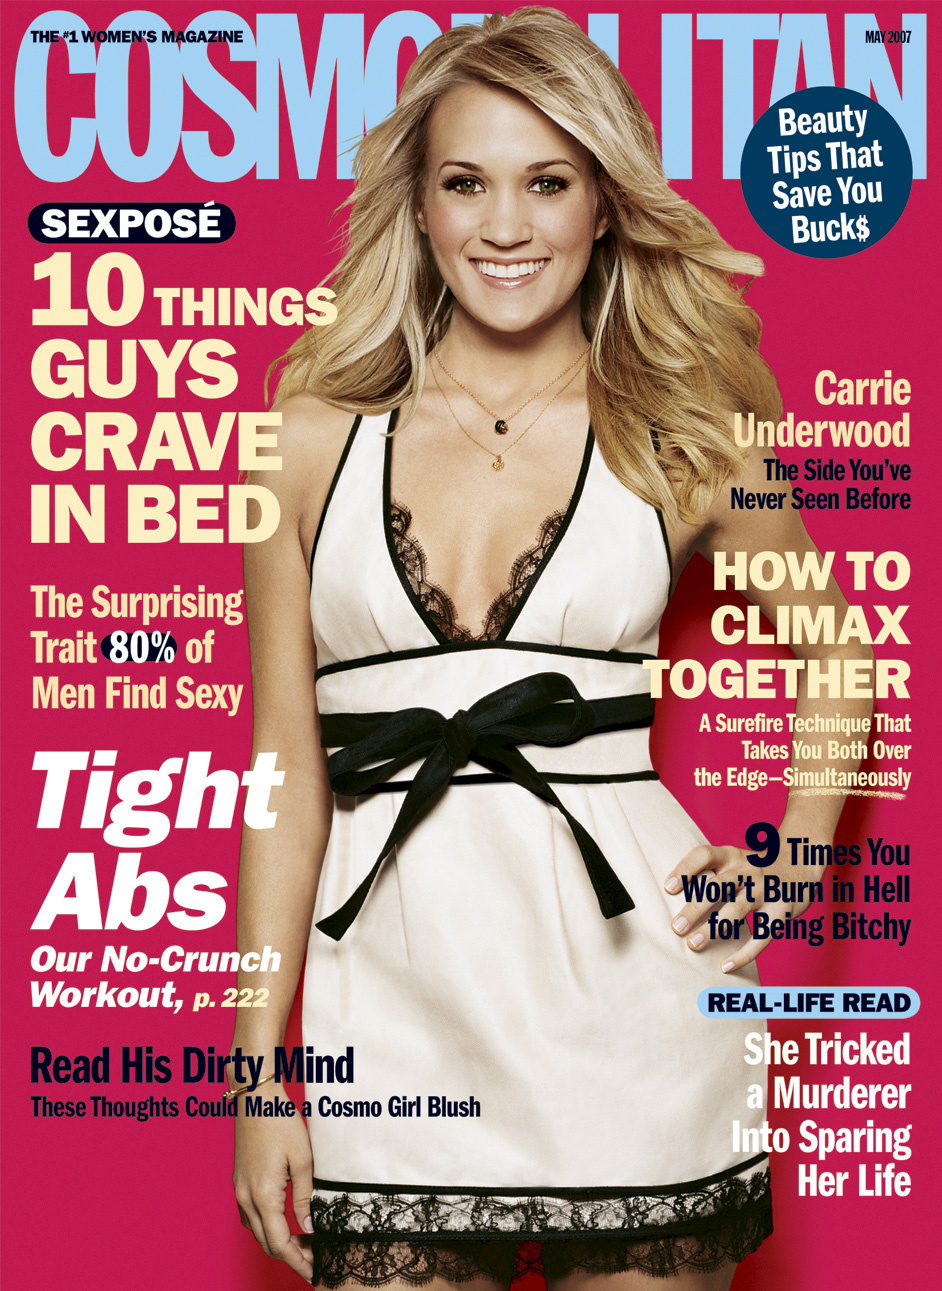 THE #1 WOMEN'S MAGAZINE
MAY 2007
COSMOPOLITAN
Beauty
Tips That
Save You
Buck$
SEXPOSÉ
10 THINGS
GUYS
CRAVE
IN BED
The Surprising
Trait 80% of
Men Find Sexy
Tight
Abs
Our No-Crunch
Workout, p. 222
Read His Dirty Mind
These Thoughts Could Make a Cosmo Girl Blush
Carrie
Underwood
The Side You've
Never Seen Before
HOW TO
CLIMAX
TOGETHER
A Surefire Technique That
Takes You Both Over
the Edge—Simultaneously
9 Times You
Won't Burn in Hell
for Being Bitchy
REAL-LIFE READ
She Tricked
a Murderer
Into Sparing
Her Life